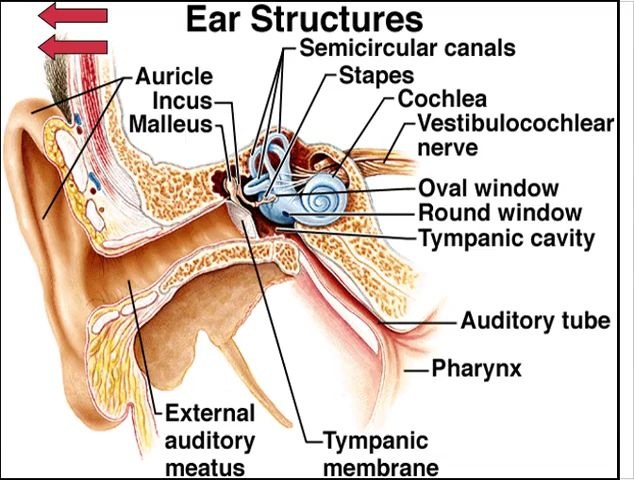 Ear Structures
Semicircular canals
Stapes
Auricle
Incus
Malleus
Cochlea
Vestibulocochlear
nerve
Oval window
Round window
Tympanic cavity
Auditory tube
Pharynx
External
auditory
meatus
Tympanic
membrane